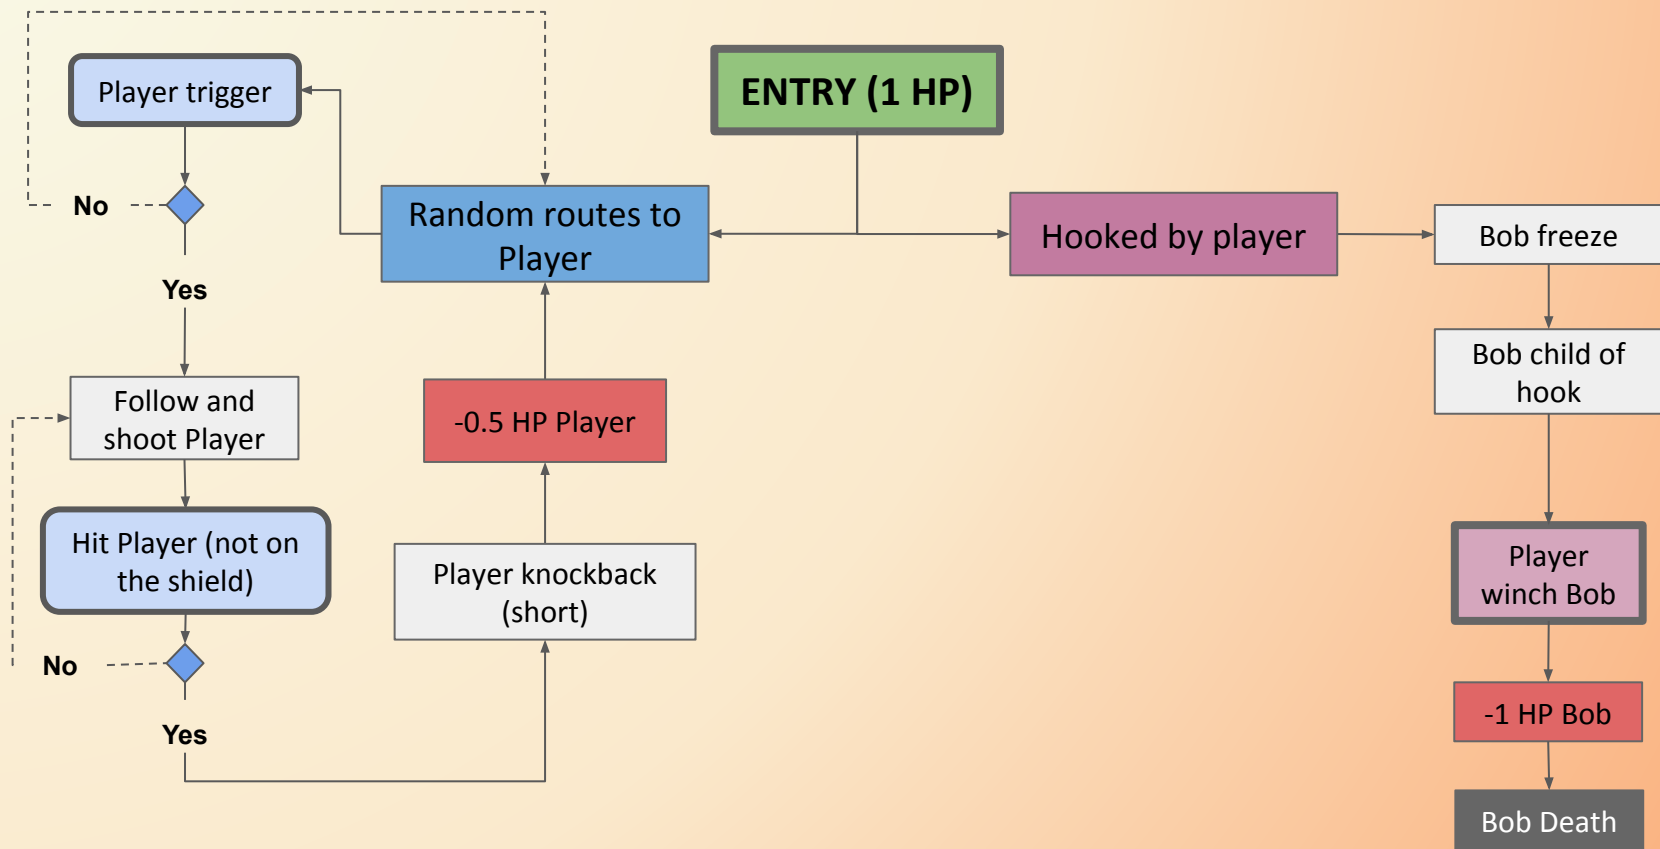 ENTRY (1 HP)
Player trigger
No
Yes
Random routes to
Player
Hooked by player
Bob freeze
Bob child of
hook
Follow and
shoot Player
-0.5 HP Player
Hit Player (not on
the shield)
No
Yes
Player knockback
(short)
Player
winch Bob
-1 HP Bob
Bob Death